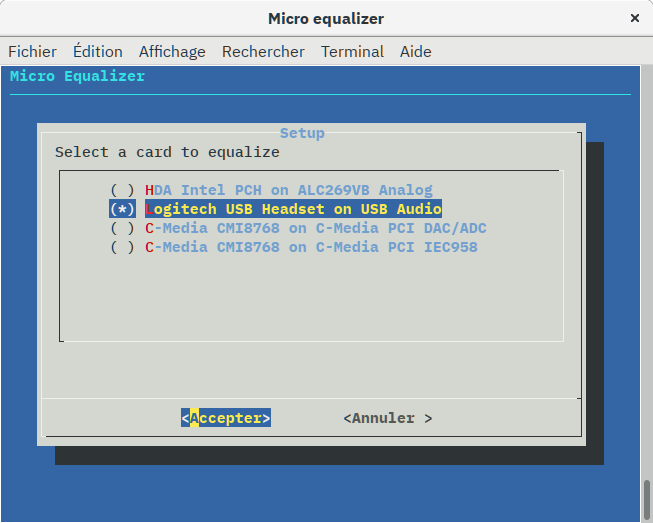 Micro equalizer ×
Fichier Édition Affichage Rechercher Terminal Aide
Micro Equalizer
Setup
Select a card to equalize
( ) HDA Intel PCH on ALC269VB Analog
(*) Logitech USB Headset on USB Audio
( ) C-Media CMI8768 on C-Media PCI DAC/ADC
( ) C-Media CMI8768 on C-Media PCI IEC958
<Accepter> <Annuler >